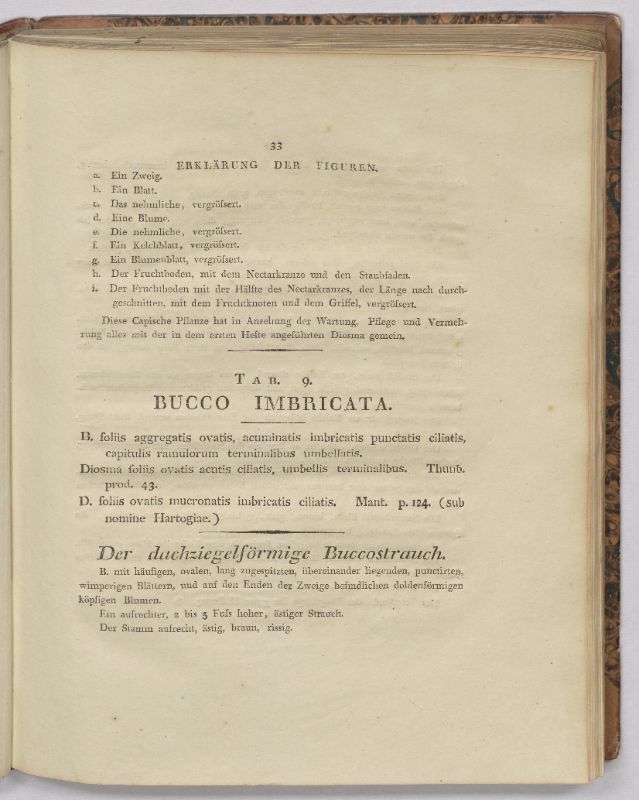 33
ERKLÄRUNG DER FIGUREN.
a. Ein Zweig.
b. Ein Blatt.
c. Das nehmliche, vergröſsert.
d. Eine Blume.
e. Die nehmliche, vergröſsert.
f. Ein Kelchblatt, vergröſsert.
g. Ein Blumenblatt, vergröſsert.
h. Der Fruchtboden, mit dem Nectarkranze und den Staubfaden.
i. Der Fruchtboden mit der Hälfte des Nectarkranzes, der Länge nach durch-
geschnitten, mit dem Fruchtknoten und dem Griffel, vergröſsert.
Diese Capische Pflanze hat in Ansehung der Wartung, Pflege und Vermeh-
rung alles mit der in dem ersten Hefte angeführten Diosma gemein.
TAB. 9.
BUCCO IMBRICATA.
B. foliis aggregatis ovatis, acuminatis imbricatis punctatis ciliatis,
capitulis ramulorum terminalibus umbellatis.
Diosma foliis ovatis acutis ciliatis, umbellis terminalibus. Thunb.
prod. 43.
D. foliis ovatis mucronatis imbricatis ciliatis. Mant. p. 124. (sub
nomine Hartogiae.)
Der dachziegelförmige Buccostrauch.
B. mit häufigen, ovalen, lang zugespitzten, übereinander liegenden, punctirten,
wimperigen Blättern, und auf den Enden der Zweige befindlichen doldenförmigen
köpfigen Blumen.
Ein aufrechter, 2 bis 3 Fuſs hoher, ästiger Strauch.
Der Stamm aufrecht, ästig, braun, rissig.